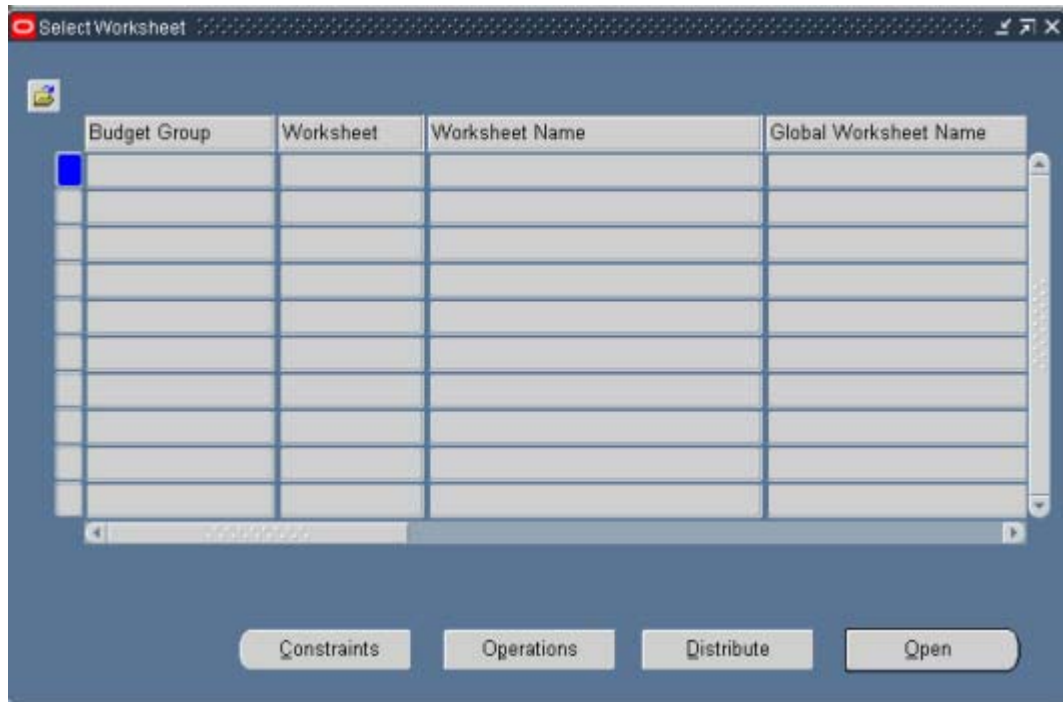 Select Worksheet
Budget Group Worksheet Worksheet Name Global Worksheet Name
Constraints Operations Distribute Open